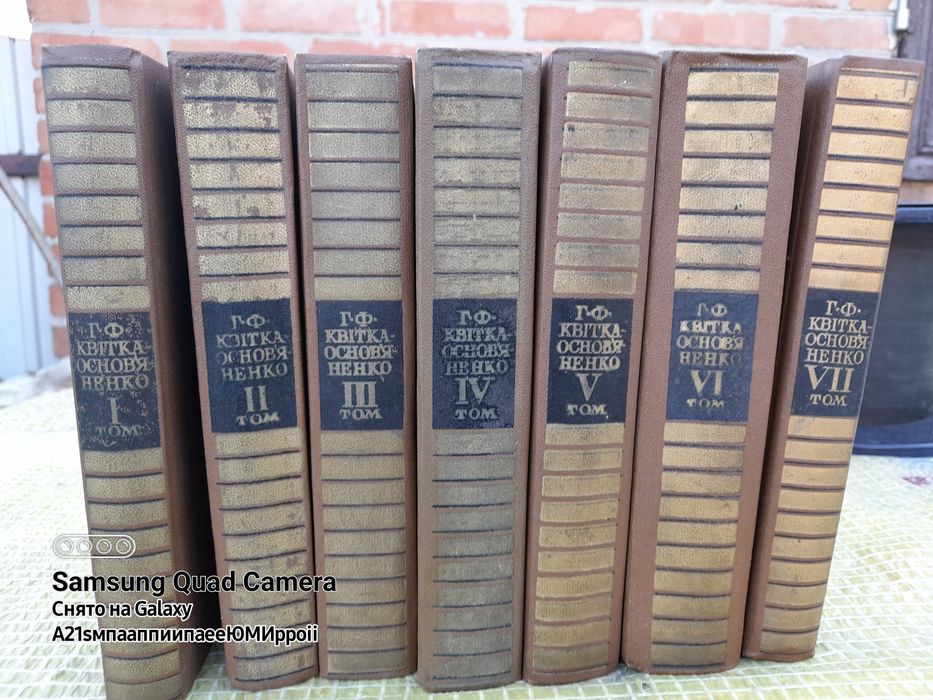 Г·Ф·
КВІТКА-
ОСНОВ'Я
НЕНКО
I
ТОМ
Г·Ф·
КВІТКА-
ОСНОВ'Я
НЕНКО
II
ТОМ
Г·Ф·
КВІТКА-
ОСНОВ'Я
НЕНКО
III
ТОМ
Г·Ф·
КВІТКА-
ОСНОВ'Я
НЕНКО
IV
ТОМ
Г·Ф·
КВІТКА-
ОСНОВ'Я
НЕНКО
V
ТОМ
Г·Ф·
КВІТКА-
ОСНОВ'Я
НЕНКО
VI
ТОМ
Г·Ф·
КВІТКА-
ОСНОВ'Я
НЕНКО
VII
ТОМ
Samsung Quad Camera
Снято на Galaxy
A21sмпааппиипаееЮМИрроіі